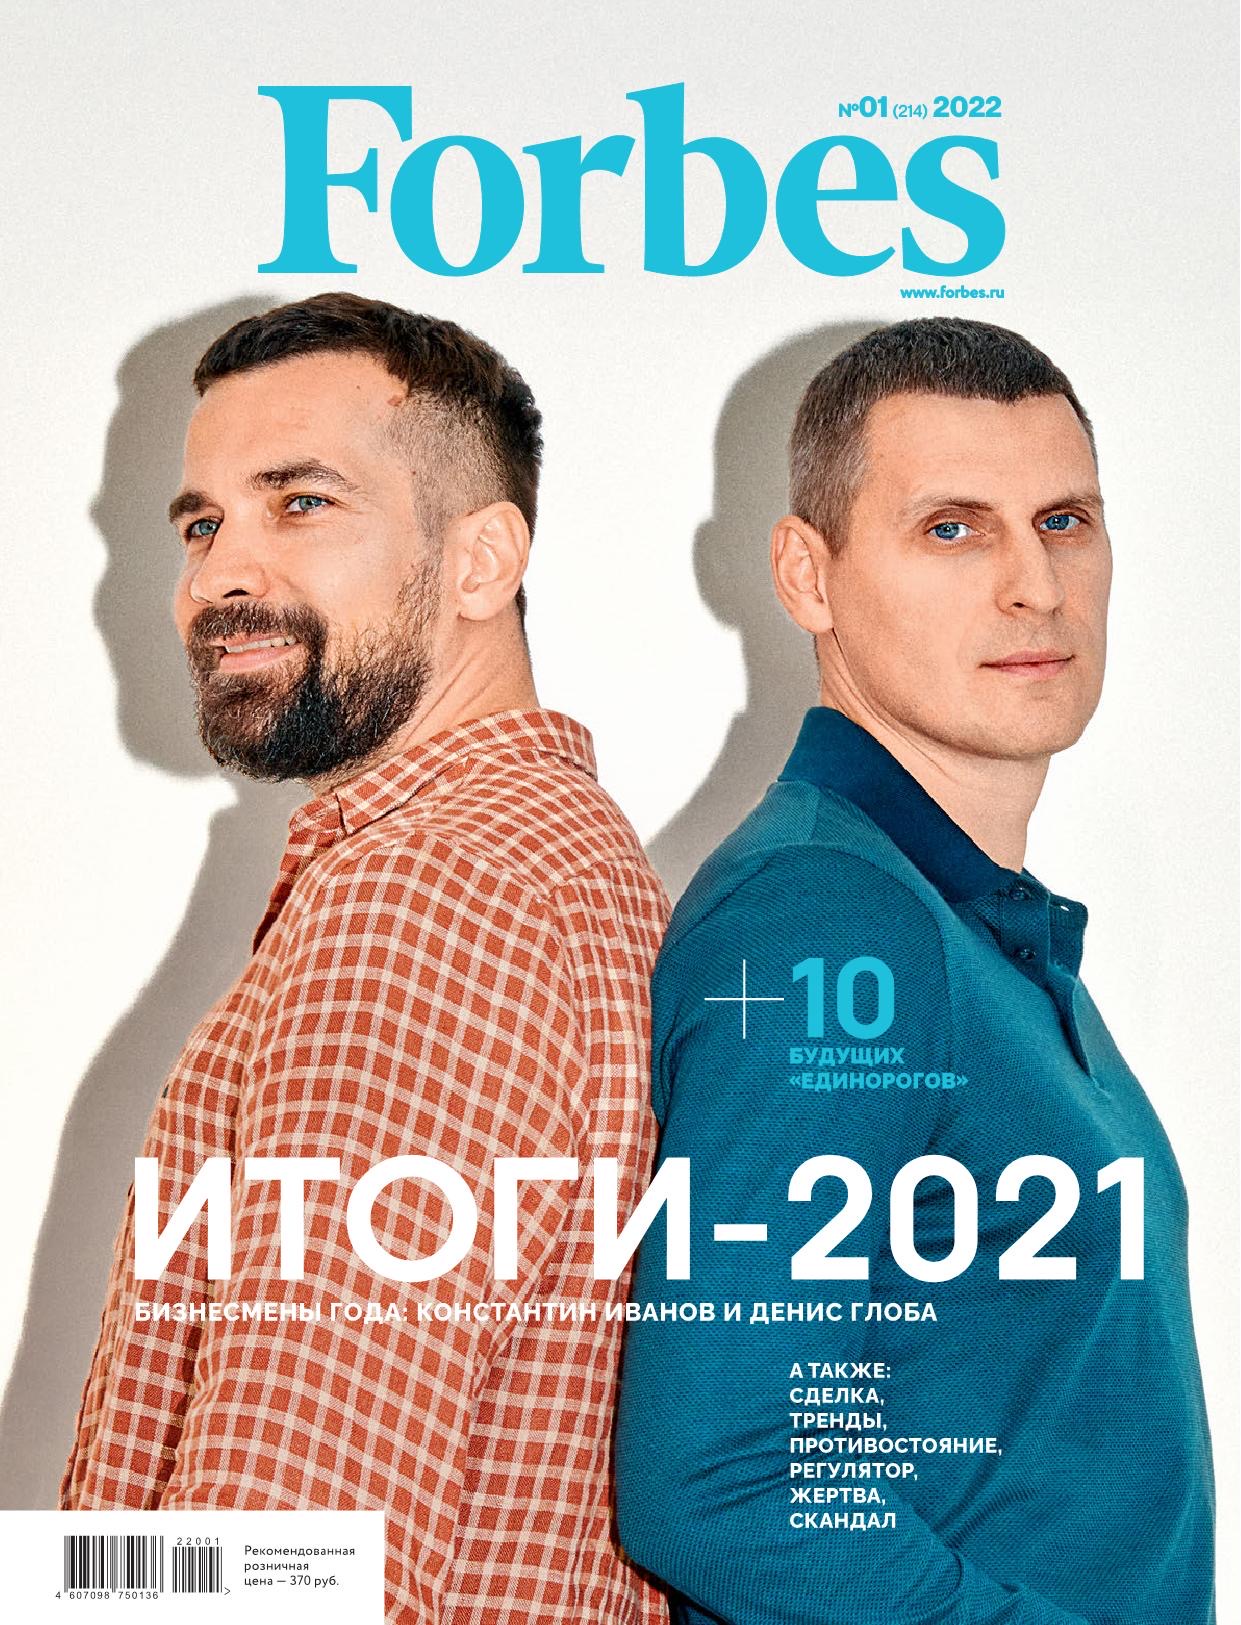 Forbes
№01 (214) 2022
www.forbes.ru
+10
БУДУЩИХ
«ЕДИНОРОГОВ»
ИТОГИ-2021
БИЗНЕСМЕНЫ ГОДА: КОНСТАНТИН ИВАНОВ И ДЕНИС ГЛОБА
А ТАКЖЕ:
СДЕЛКА,
ТРЕНДЫ,
ПРОТИВОСТОЯНИЕ,
РЕГУЛЯТОР,
ЖЕРТВА,
СКАНДАЛ
22001
4 607098 750136 >
Рекомендованная
розничная
цена — 370 руб.